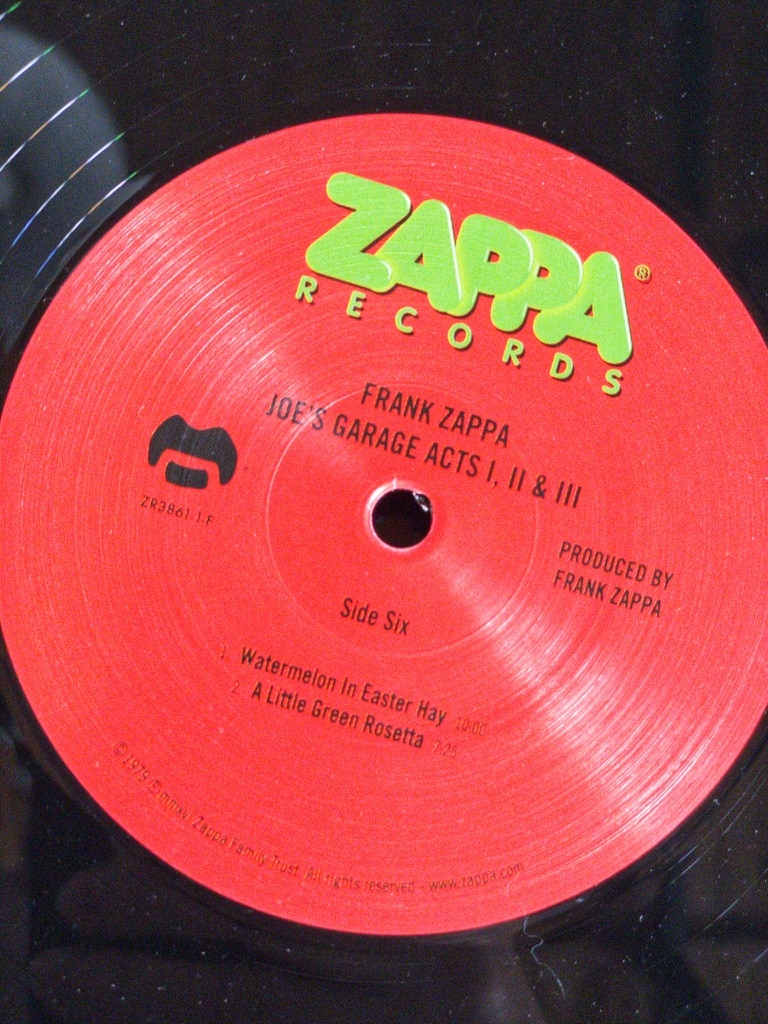 ZAPPA®
RECORDS
FRANK ZAPPA
JOE'S GARAGE ACTS I, II & III
ZR3861-1-F
PRODUCED BY
FRANK ZAPPA
Side Six
1 Watermelon In Easter Hay 10:00
2 A Little Green Rosetta 7:25
© 1979 ℗ mmxvi Zappa Family Trust. All rights reserved - www.zappa.com